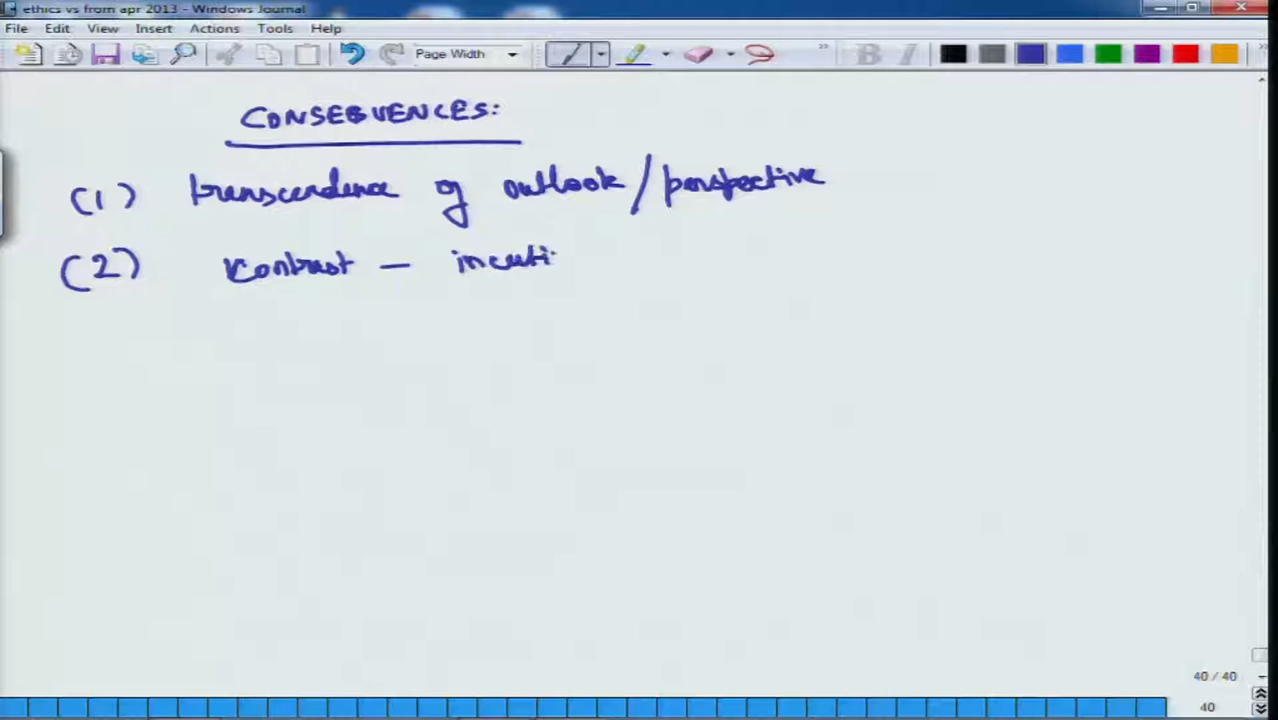 ethics vs from apr 2013 - Windows Journal
File Edit View Insert Actions Tools Help
Page Width
CONSEQUENCES:
(1) transcendence of outlook/perspective
(2) Contrast –
40 / 40
40